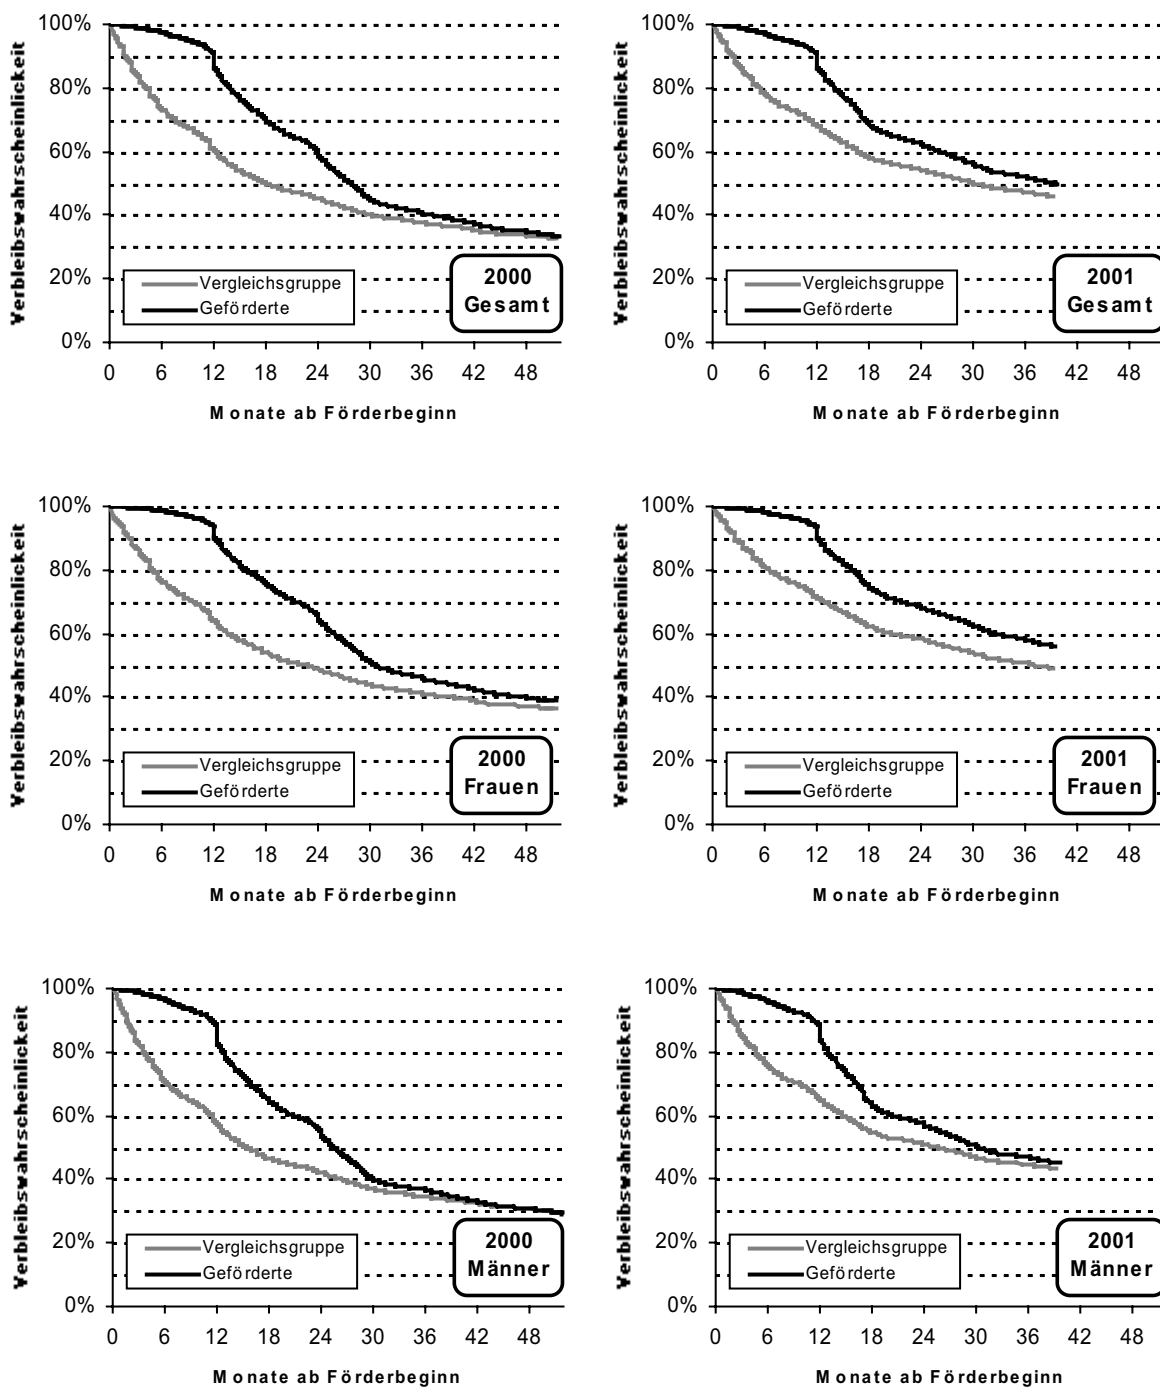 Verbleibswahrscheinlickeit
100%
80%
60%
40%
20%
0%
Vergleichsgruppe
Geförderte
2000
Gesamt
0 6 12 18 24 30 36 42 48
Monate ab Förderbeginn
Verbleibswahrscheinlickeit
100%
80%
60%
40%
20%
0%
Vergleichsgruppe
Geförderte
2001
Gesamt
0 6 12 18 24 30 36 42 48
Monate ab Förderbeginn
Verbleibswahrscheinlickeit
100%
80%
60%
40%
20%
0%
Vergleichsgruppe
Geförderte
2000
Frauen
0 6 12 18 24 30 36 42 48
Monate ab Förderbeginn
Verbleibswahrscheinlickeit
100%
80%
60%
40%
20%
0%
Vergleichsgruppe
Geförderte
2001
Frauen
0 6 12 18 24 30 36 42 48
Monate ab Förderbeginn
Verbleibswahrscheinlickeit
100%
80%
60%
40%
20%
0%
Vergleichsgruppe
Geförderte
2000
Männer
0 6 12 18 24 30 36 42 48
Monate ab Förderbeginn
Verbleibswahrscheinlickeit
100%
80%
60%
40%
20%
0%
Vergleichsgruppe
Geförderte
2001
Männer
0 6 12 18 24 30 36 42 48
Monate ab Förderbeginn